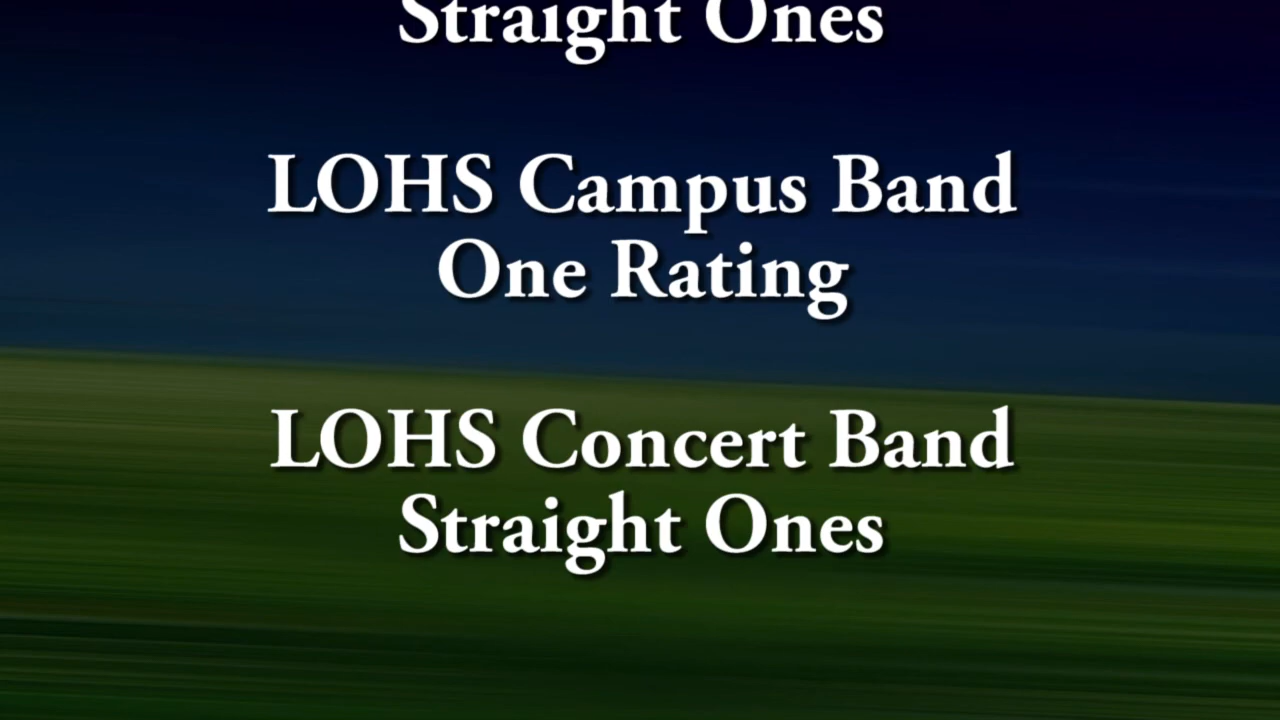 Straight Ones
LOHS Campus Band
One Rating
LOHS Concert Band
Straight Ones